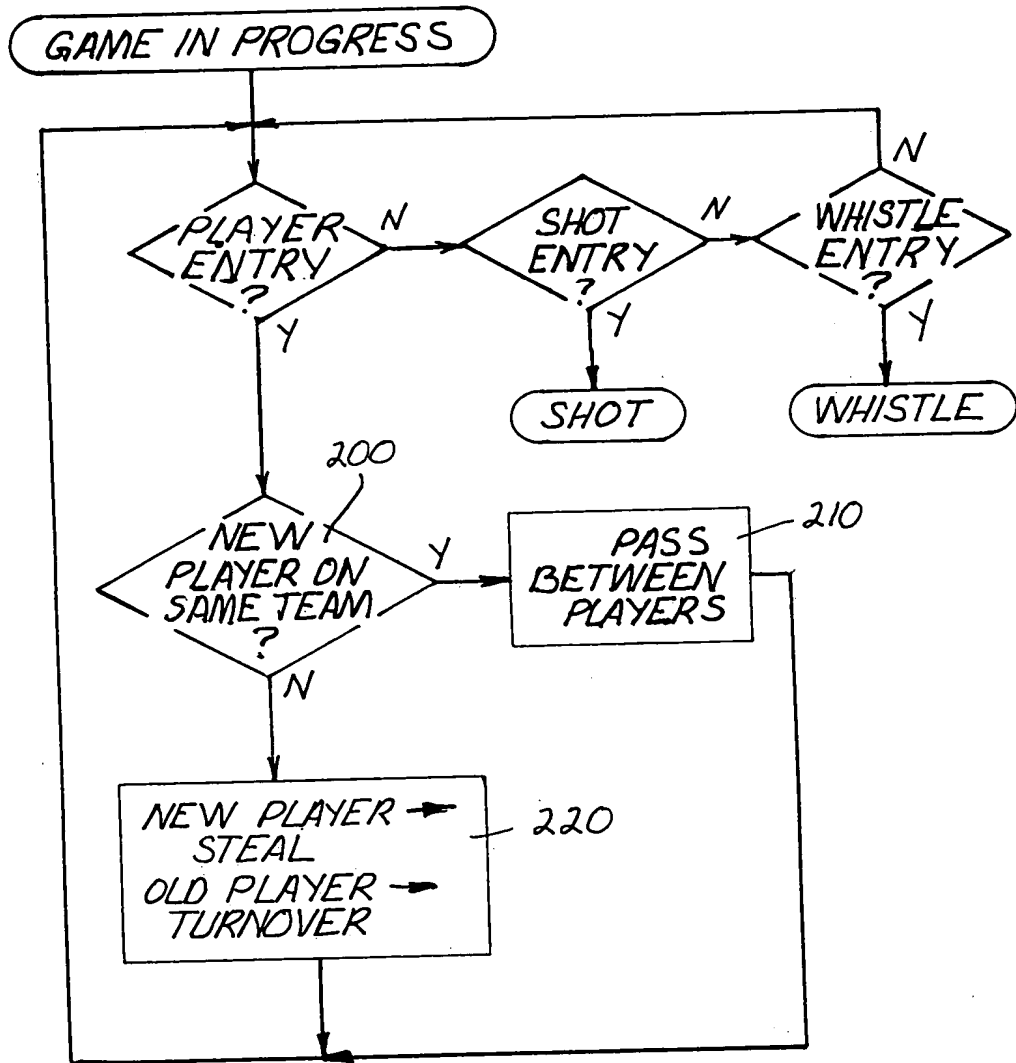 GAME IN PROGRESS
N
PLAYER
ENTRY
?
N
SHOT
ENTRY
?
N
WHISTLE
ENTRY
?
Y
Y
Y
SHOT
WHISTLE
200
NEW
PLAYER ON
SAME TEAM
?
Y
PASS
BETWEEN
PLAYERS
210
N
NEW PLAYER →
STEAL
OLD PLAYER →
TURNOVER
220